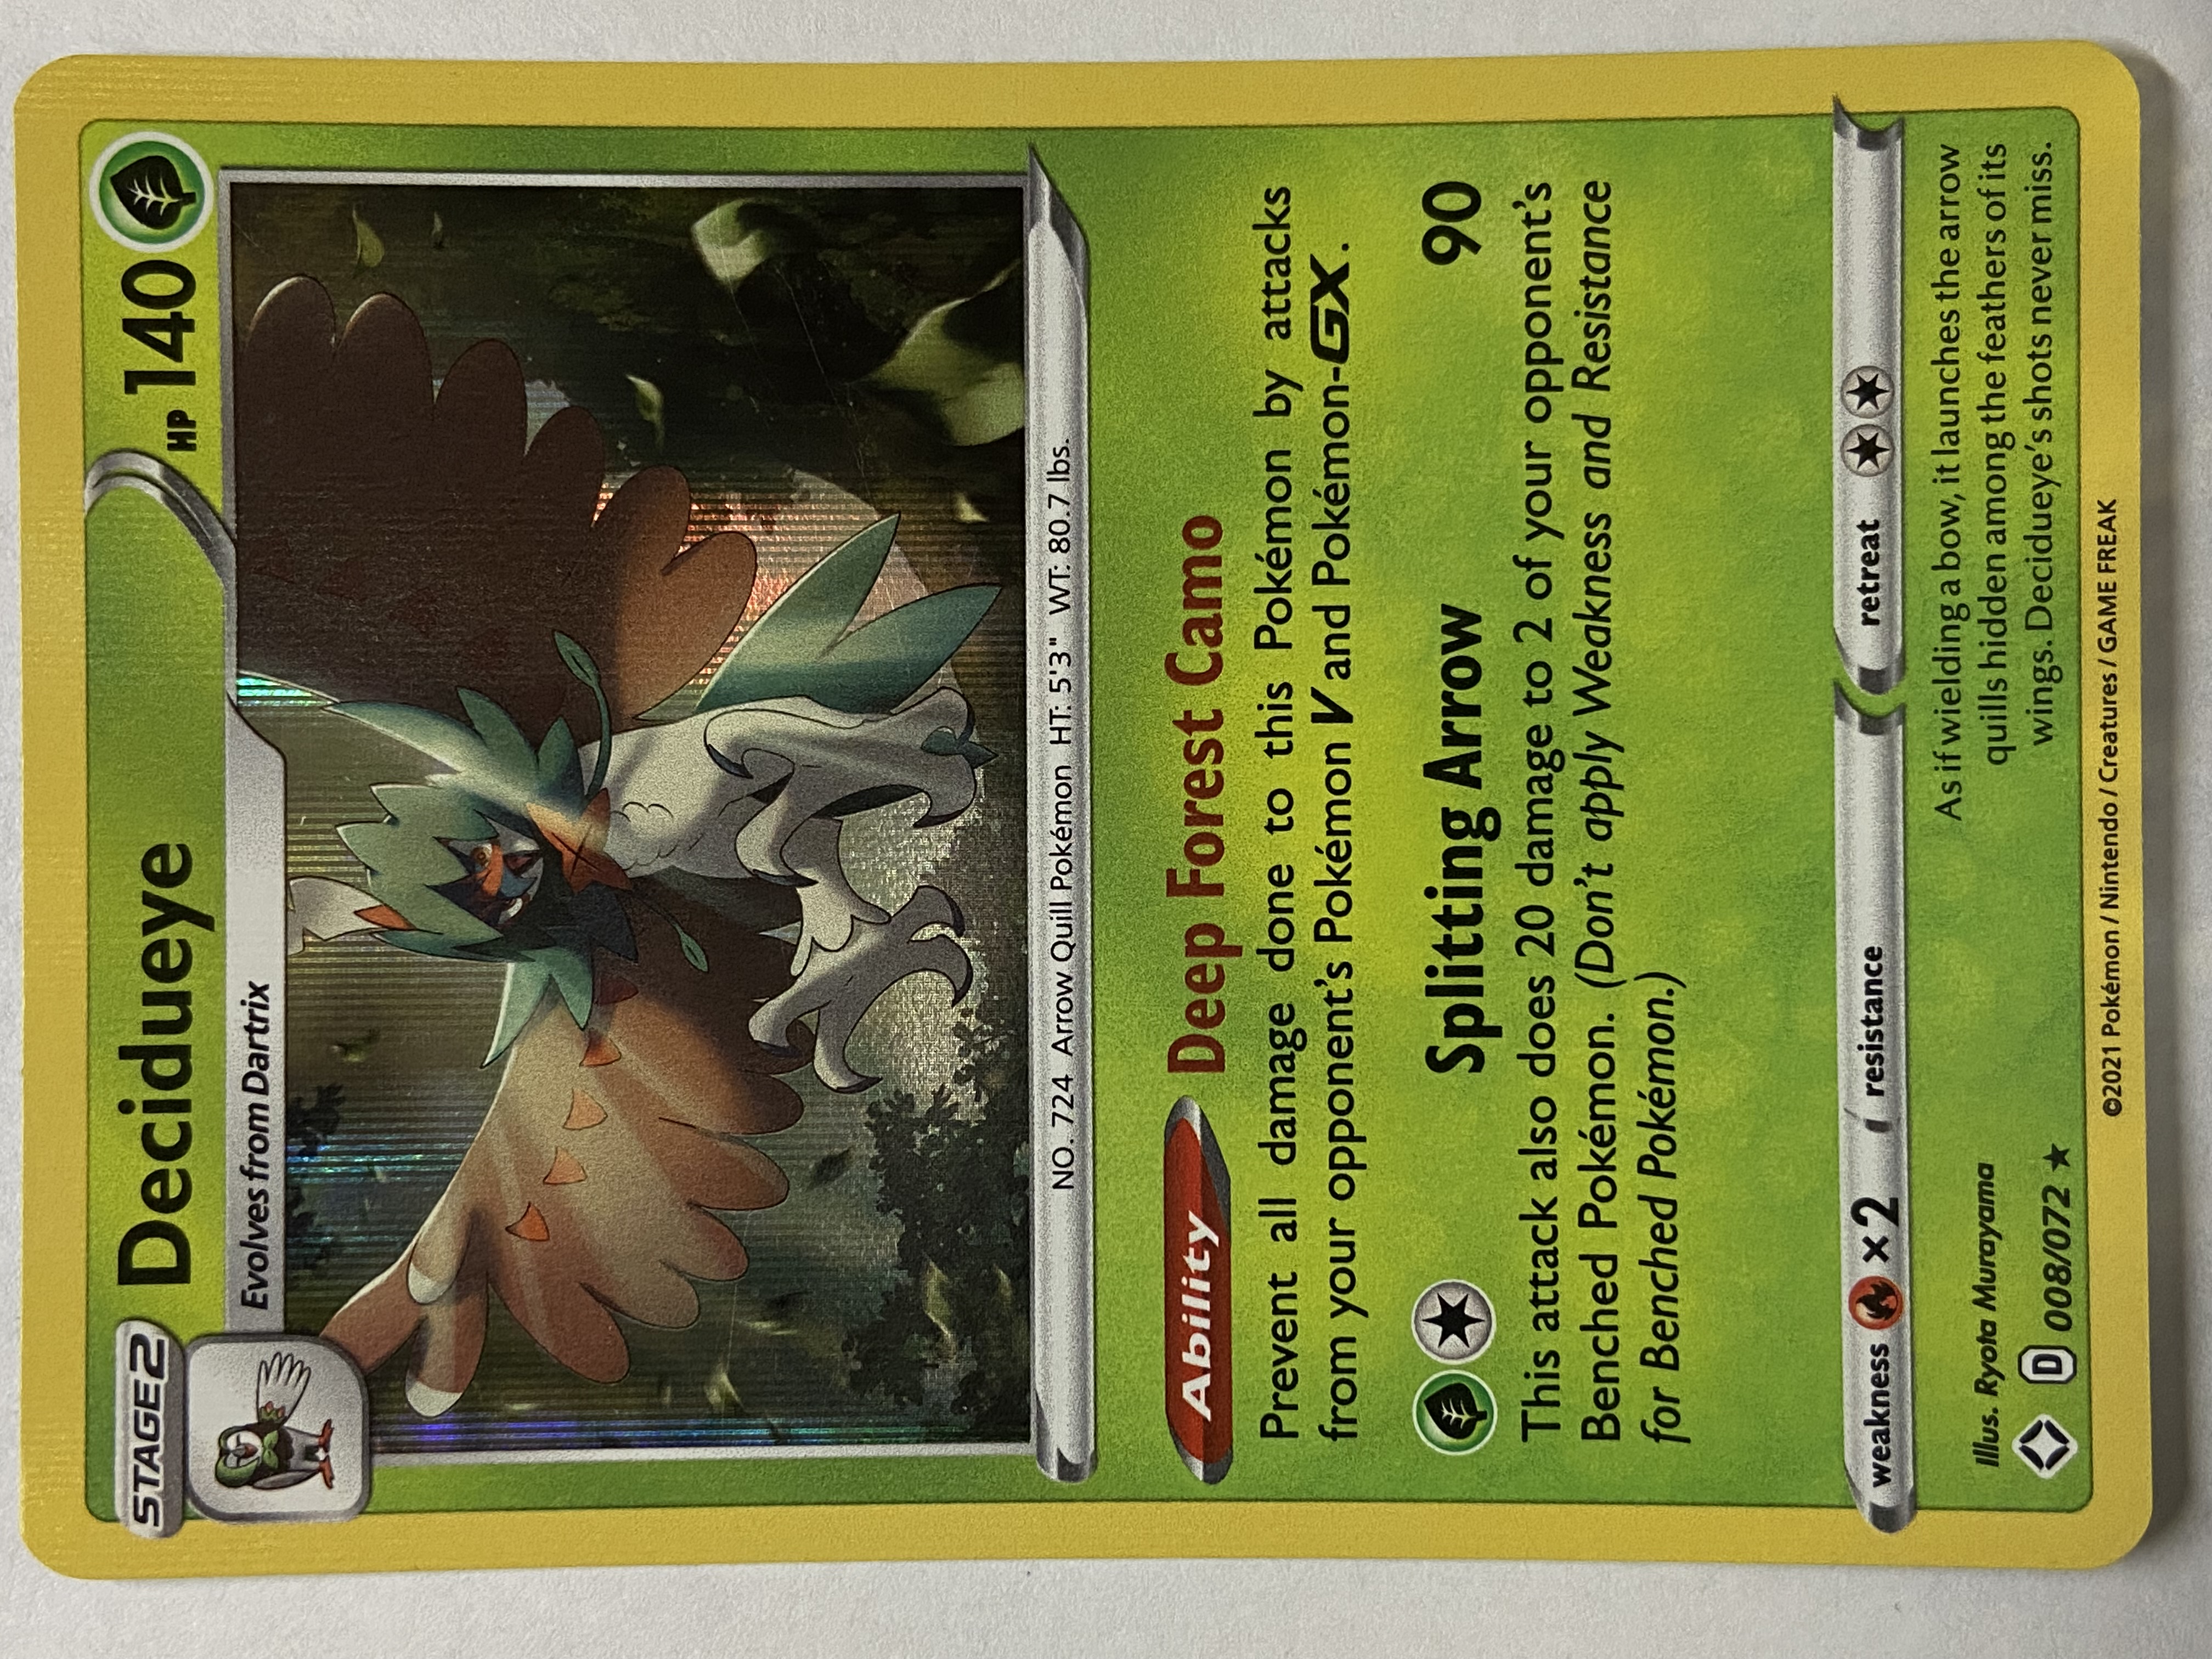 STAGE 2
Decidueye
HP 140
Evolves from Dartrix
NO. 724 Arrow Quill Pokémon HT: 5'3" WT: 80.7 lbs.
Ability Deep Forest Camo
Prevent all damage done to this Pokémon by attacks
from your opponent's Pokémon V and Pokémon-GX.
Splitting Arrow 90
This attack also does 20 damage to 2 of your opponent's
Benched Pokémon. (Don't apply Weakness and Resistance
for Benched Pokémon.)
weakness ×2 resistance retreat
As if wielding a bow, it launches the arrow
quills hidden among the feathers of its
wings. Decidueye's shots never miss.
Illus. Ryota Murayama
D 008/072 ★
©2021 Pokémon / Nintendo / Creatures / GAME FREAK